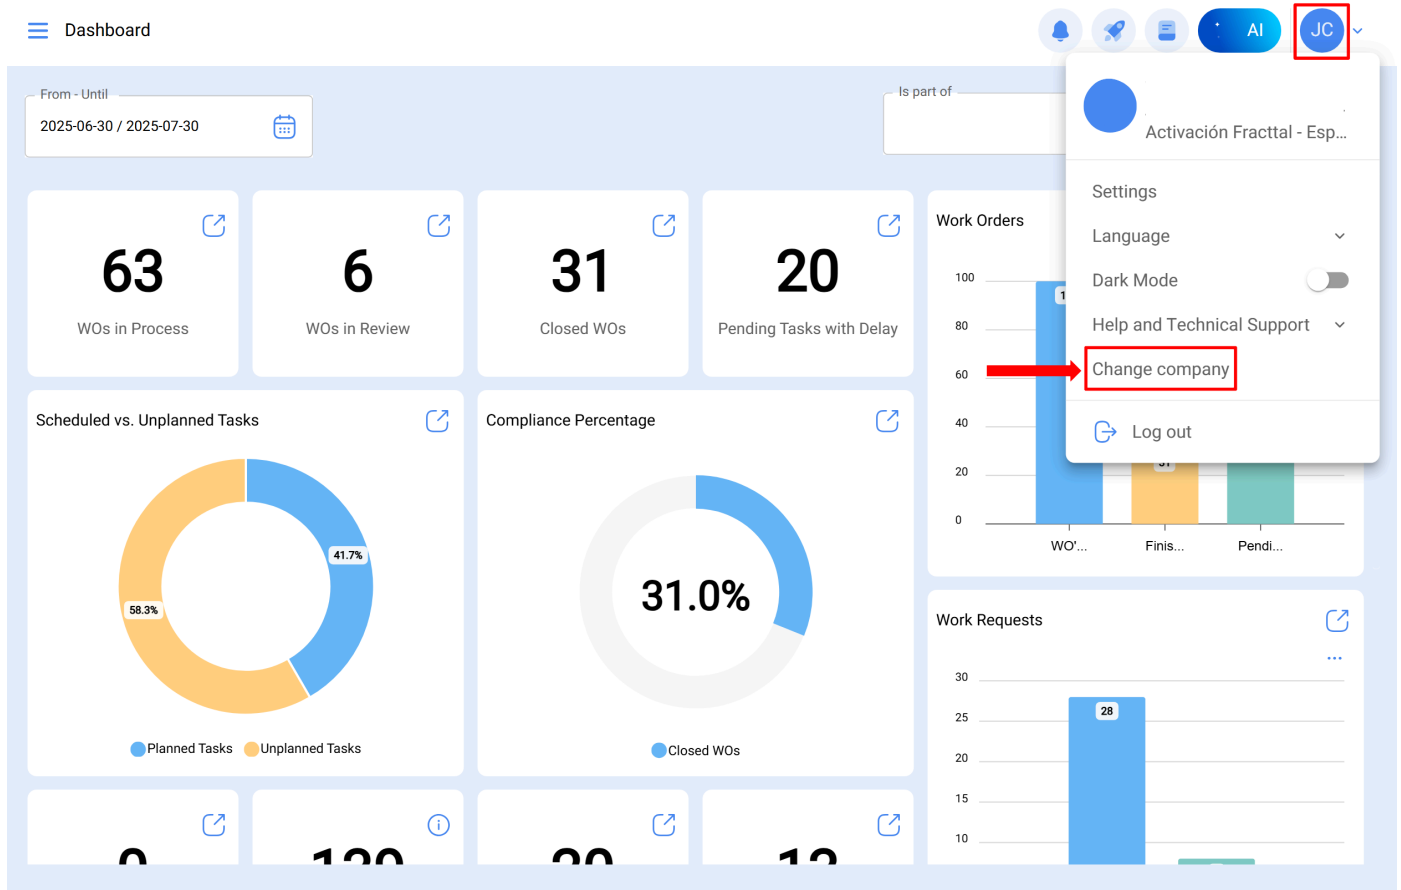 Dashboard
AI
JC
From - Until
2025-06-30 / 2025-07-30
Is part of
Activación Fracttal - Esp...
Settings
Language
Dark Mode
Help and Technical Support
Change company
Log out
63
WOs in Process
6
WOs in Review
31
Closed WOs
20
Pending Tasks with Delay
Work Orders
100
80
60
40
20
0
WO'...
Finis...
Pendi...
Scheduled vs. Unplanned Tasks
41.7%
58.3%
Planned Tasks
Unplanned Tasks
Compliance Percentage
31.0%
Closed WOs
Work Requests
...
30
25
20
15
10
28